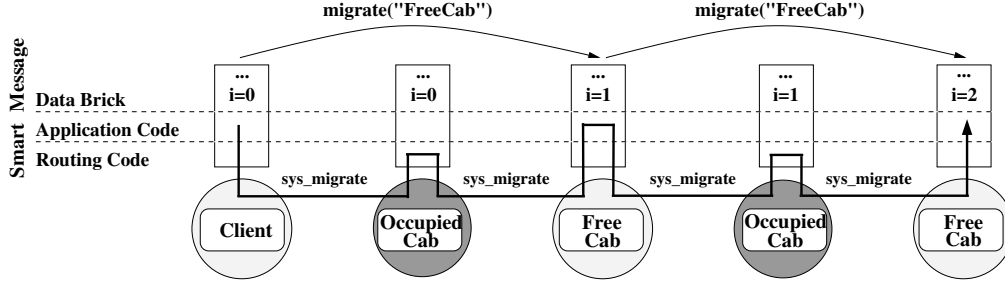 migrate("FreeCab")
migrate("FreeCab")
Smart Message
...
...
...
...
...
i=0
i=0
i=1
i=1
i=2
Data Brick
Application Code
Routing Code
sys_migrate
sys_migrate
sys_migrate
sys_migrate
Client
Occupied
Cab
Free
Cab
Occupied
Cab
Free
Cab